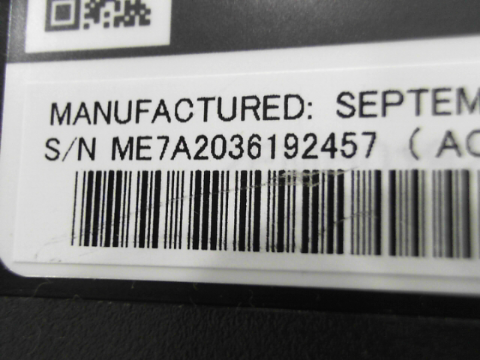 MANUFACTURED: SEPTEM
S/N ME7A2036192457 ( AC